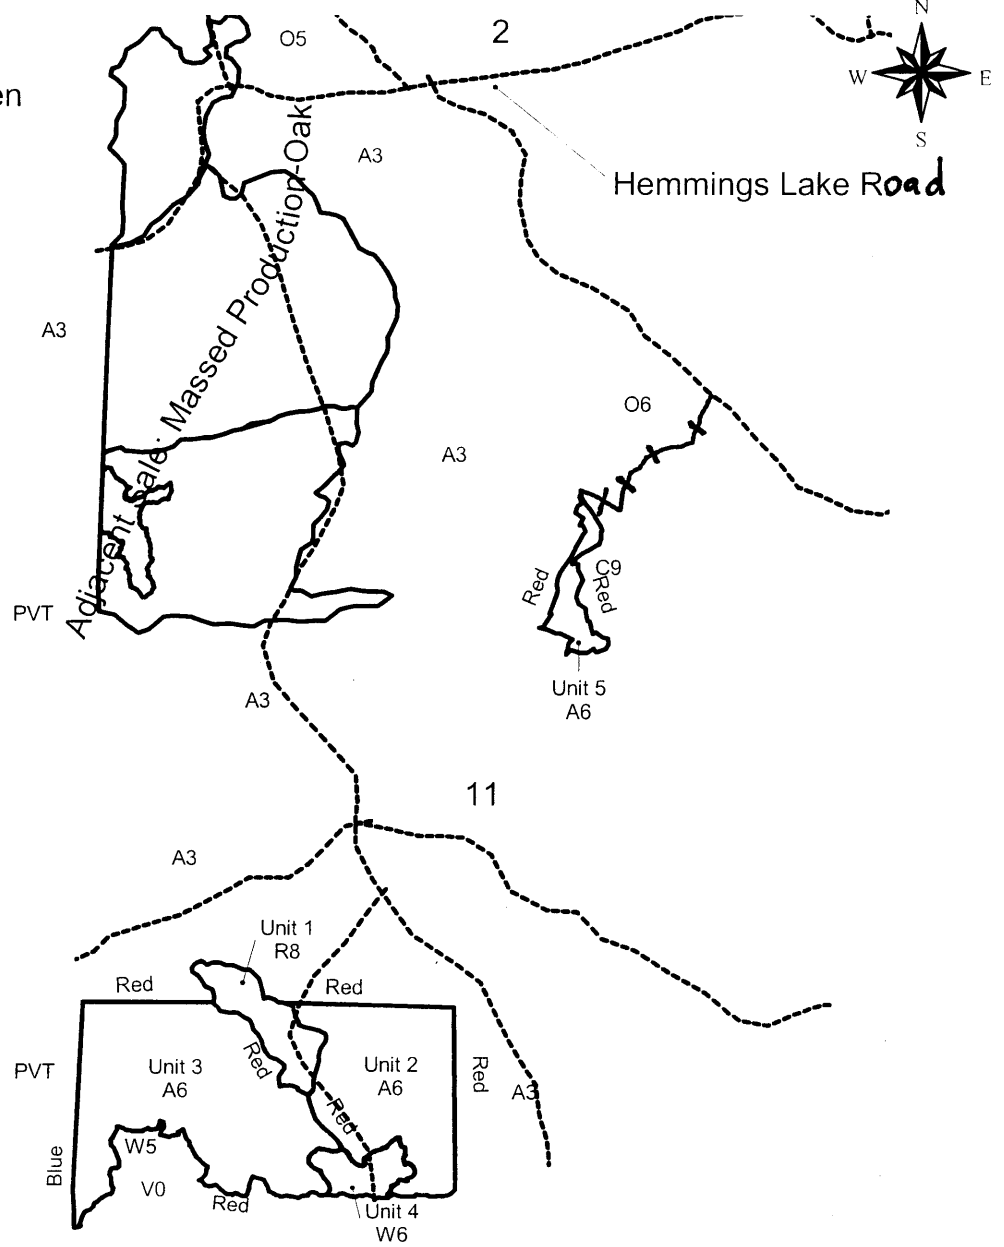 N
2
O5
W
E
en
S
A3
Hemmings Lake Road
Adjacent Sale: Massed Production-Oak
A3
O6
A3
C9
Red
Red
PVT
Unit 5
A6
A3
11
A3
Unit 1
R8
Red
Red
Red
Unit 3
A6
Unit 2
A6
PVT
Red
A3
Red
W5
Blue
V0
Red
Unit 4
W6